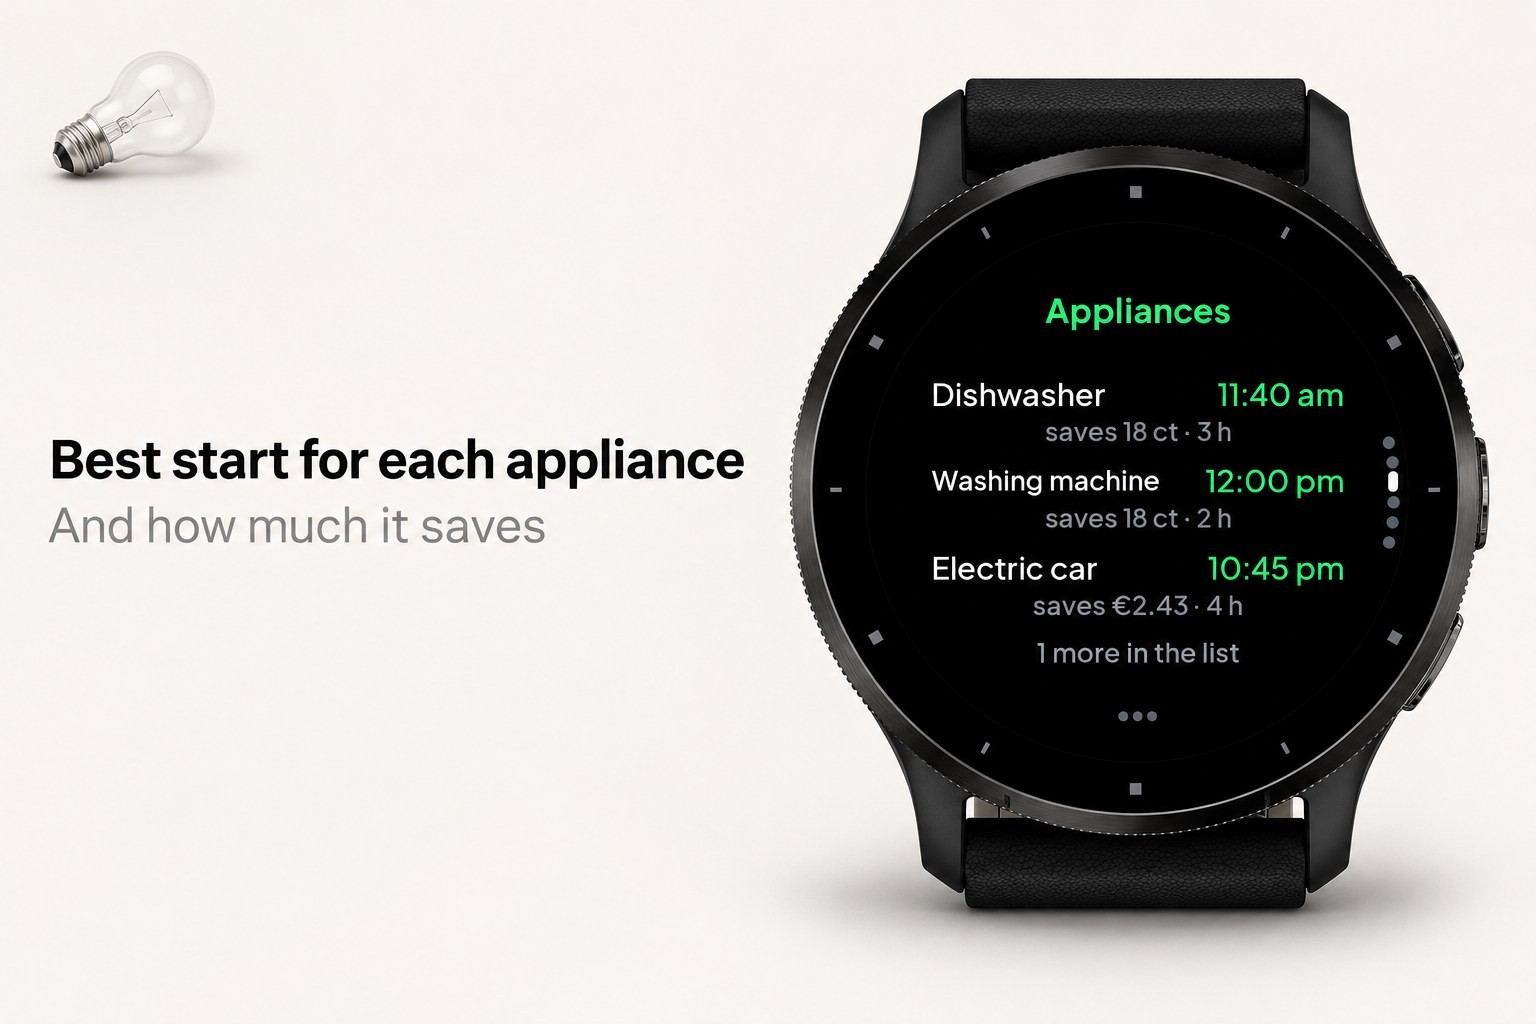 Best start for each appliance
And how much it saves
Appliances
Dishwasher 11:40 am
saves 18 ct · 3 h
Washing machine 12:00 pm
saves 18 ct · 2 h
Electric car 10:45 pm
saves €2.43 · 4 h
1 more in the list